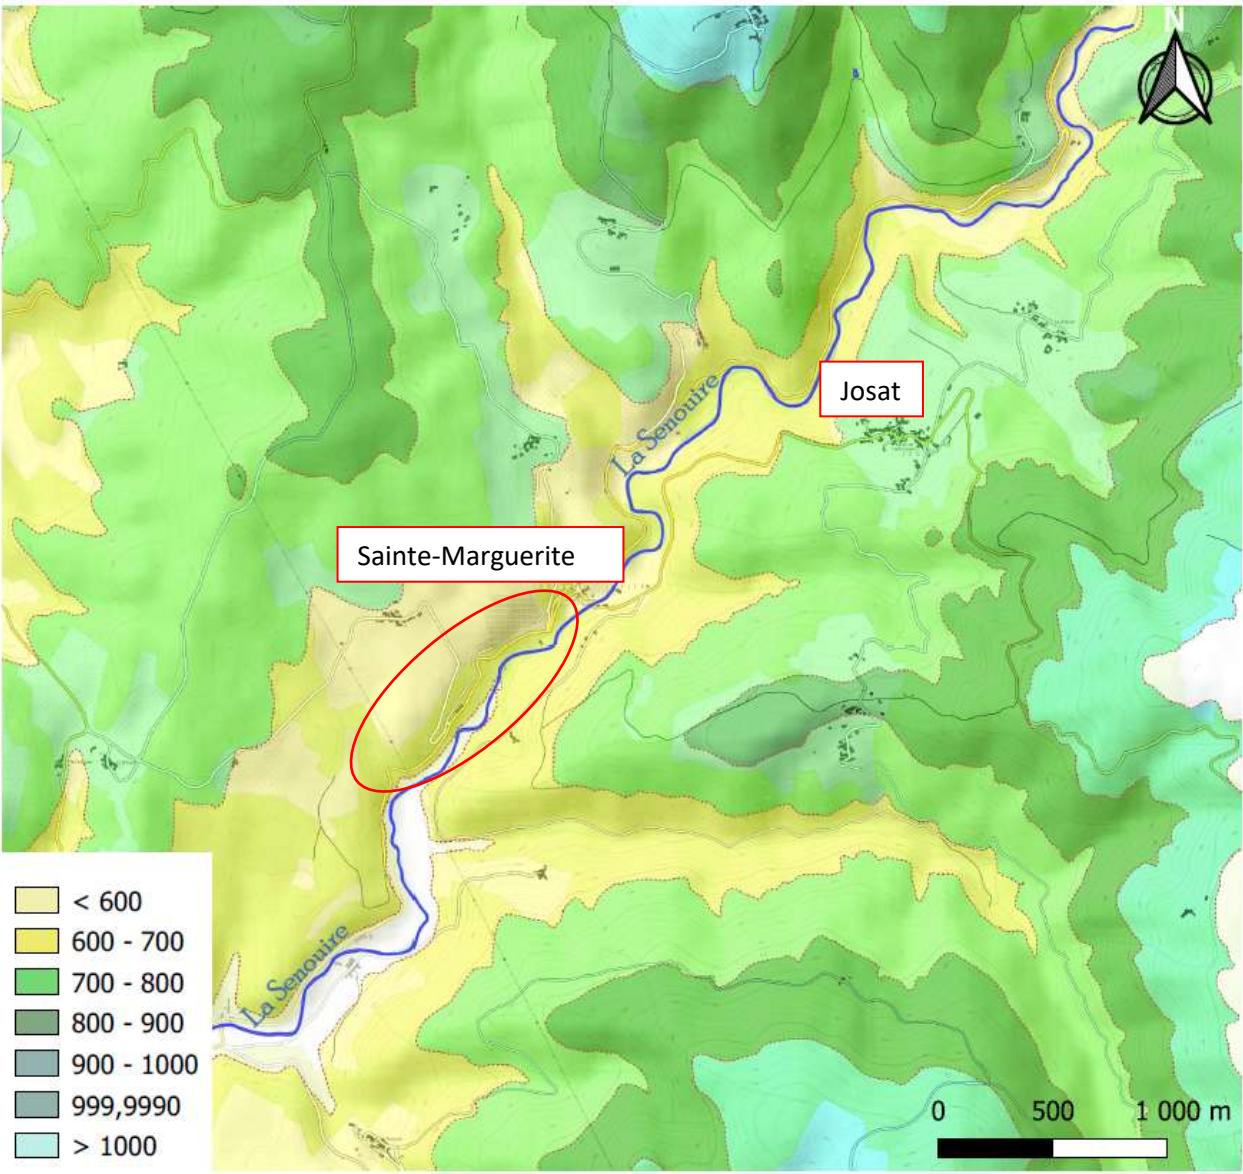 N
Josat
La Senouire
Sainte-Marguerite
La Senouire
< 600
600 - 700
700 - 800
800 - 900
900 - 1000
999,9990
> 1000
0 500 1 000 m